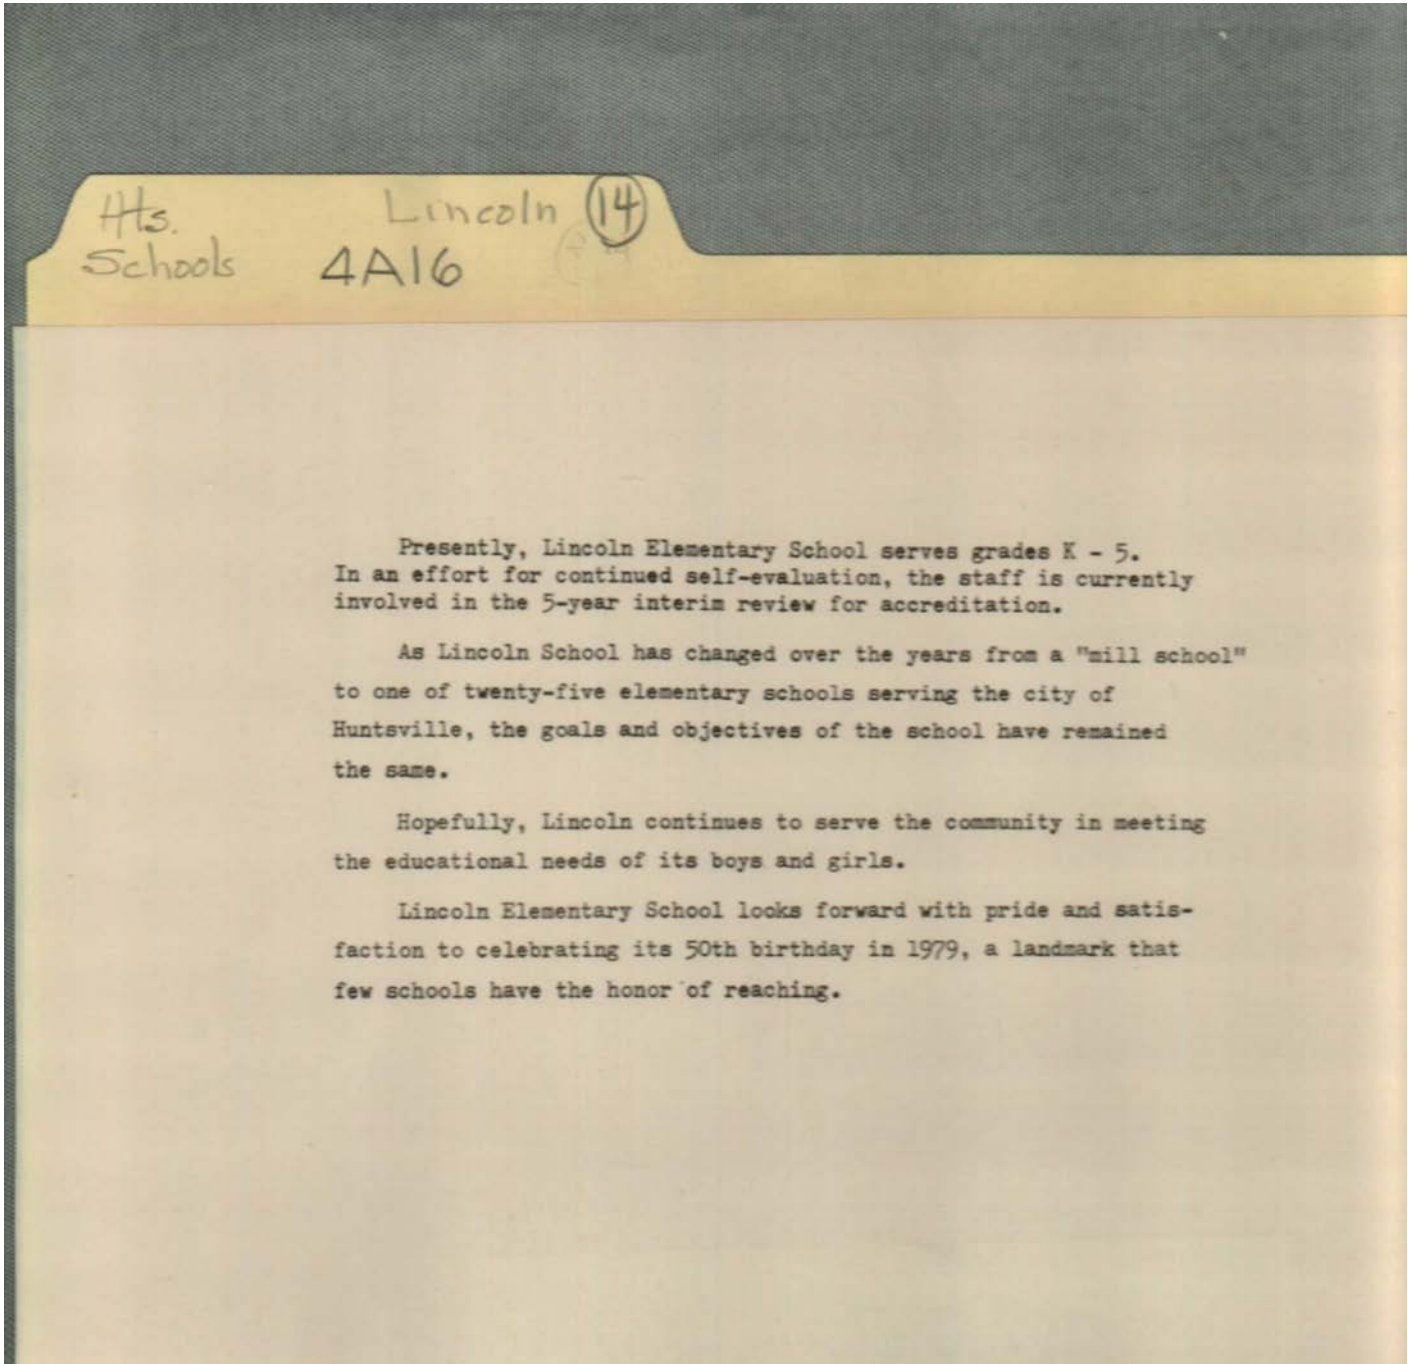 Hts. Lincoln 14
Schools 4A16
Presently, Lincoln Elementary School serves grades K - 5.
In an effort for continued self-evaluation, the staff is currently
involved in the 5-year interim review for accreditation.
As Lincoln School has changed over the years from a "mill school"
to one of twenty-five elementary schools serving the city of
Huntsville, the goals and objectives of the school have remained
the same.
Hopefully, Lincoln continues to serve the community in meeting
the educational needs of its boys and girls.
Lincoln Elementary School looks forward with pride and satis-
faction to celebrating its 50th birthday in 1979, a landmark that
few schools have the honor of reaching.